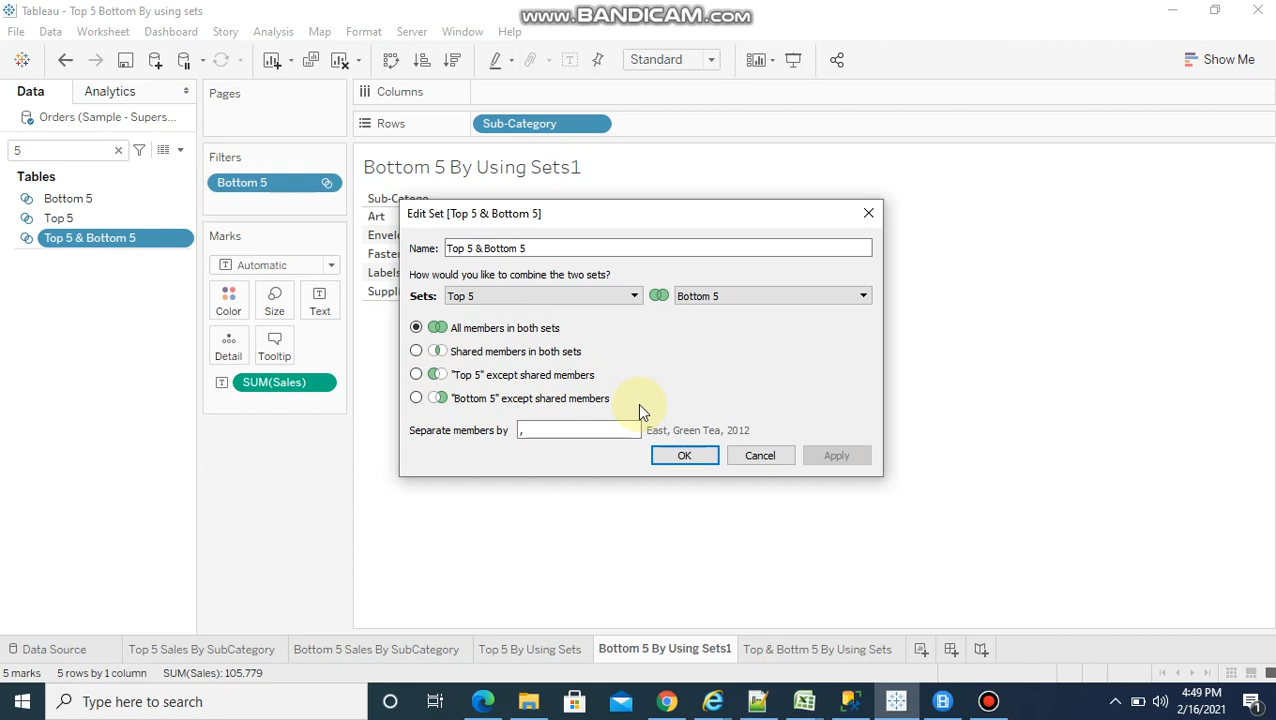 Tableau - Top 5 Bottom By using sets
www.BANDICAM.com
File Data Worksheet Dashboard Story Analysis Map Format Server Window Help
Standard
Show Me
Data Analytics
Pages
Columns
Orders (Sample - Supers...
Rows Sub-Category
5
Filters
Bottom 5 By Using Sets1
Tables
Bottom 5
Bottom 5
Sub-Catego
Top 5
Art
Top 5 & Bottom 5
Marks
Envelo
Automatic
Fasten
Color Size Text
Labels
Suppli
Detail Tooltip
SUM(Sales)
Edit Set [Top 5 & Bottom 5]
Name: Top 5 & Bottom 5
How would you like to combine the two sets?
Sets: Top 5 Bottom 5
All members in both sets
Shared members in both sets
"Top 5" except shared members
"Bottom 5" except shared members
Separate members by , East, Green Tea, 2012
OK Cancel Apply
Data Source Top 5 Sales By SubCategory Bottom 5 Sales By SubCategory Top 5 By Using Sets Bottom 5 By Using Sets1 Top & Bottm By Using Sets
5 marks 5 rows by 1 column SUM(Sales): 105,779
Type here to search
4:49 PM
2/16/2021
1